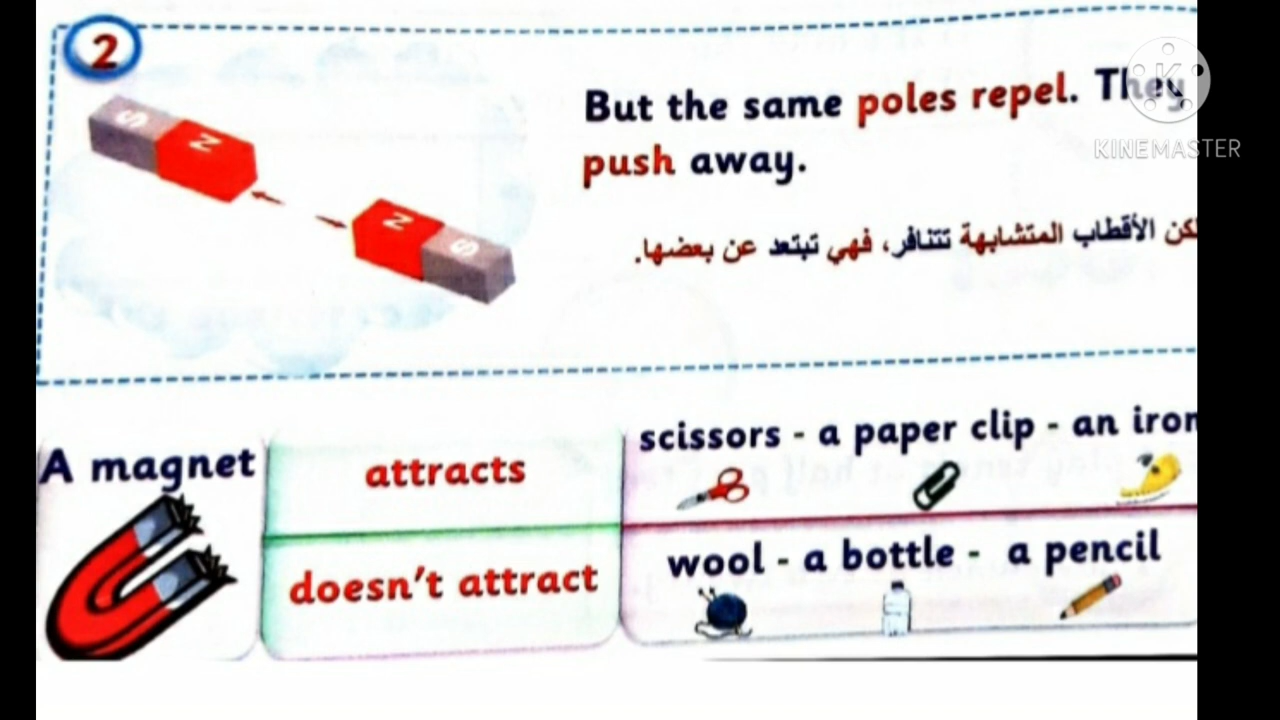 2
S N
N S
But the same poles repel. They
push away.
لكن الأقطاب المتشابهة تتنافر، فهي تبتعد عن بعضها.
KINEMASTER
A magnet
attracts
scissors - a paper clip - an iron
doesn't attract
wool - a bottle - a pencil